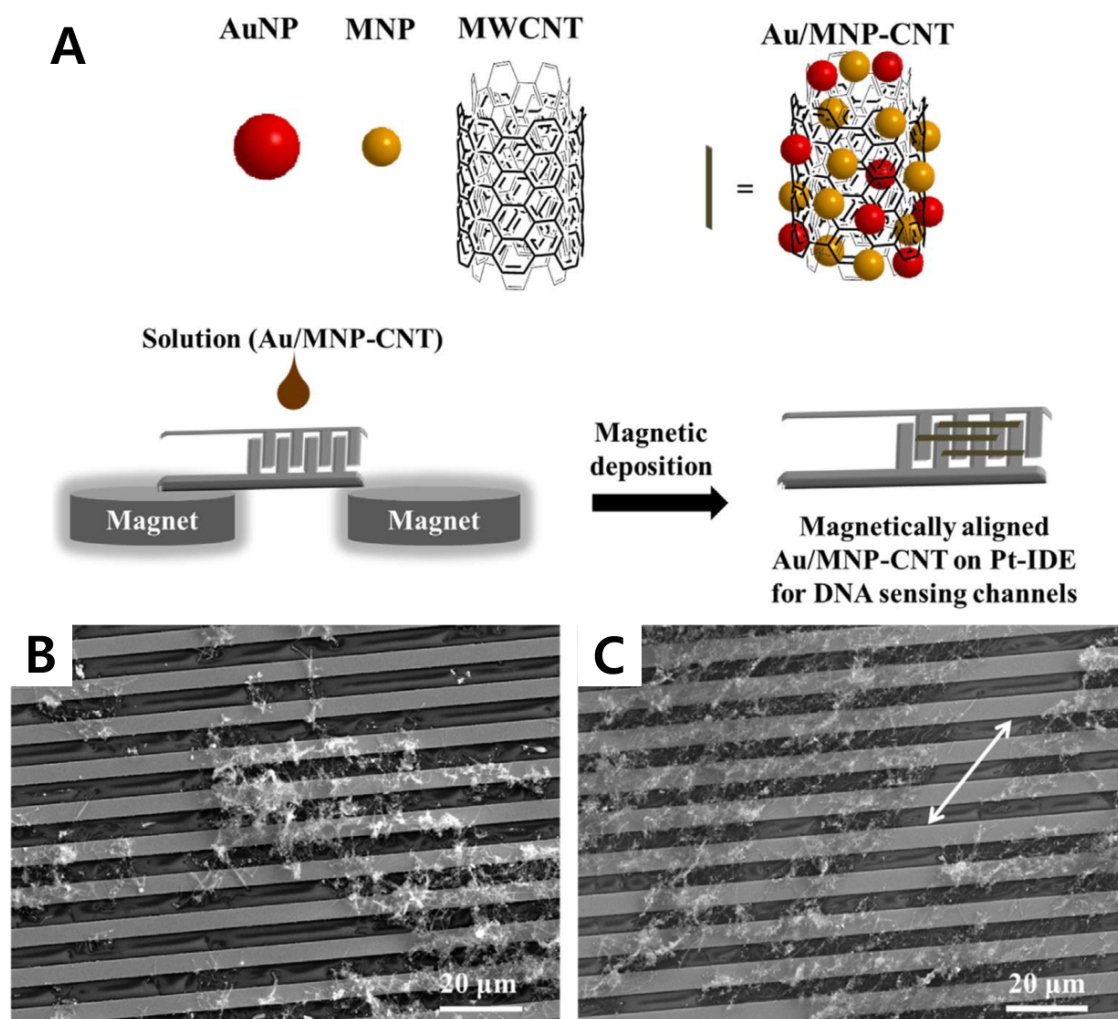 A
AuNP
MNP
MWCNT
Au/MNP-CNT
=
Solution (Au/MNP-CNT)
Magnet
Magnet
Magnetic
deposition
Magnetically aligned
Au/MNP-CNT on Pt-IDE
for DNA sensing channels
B
20 µm
C
20 µm